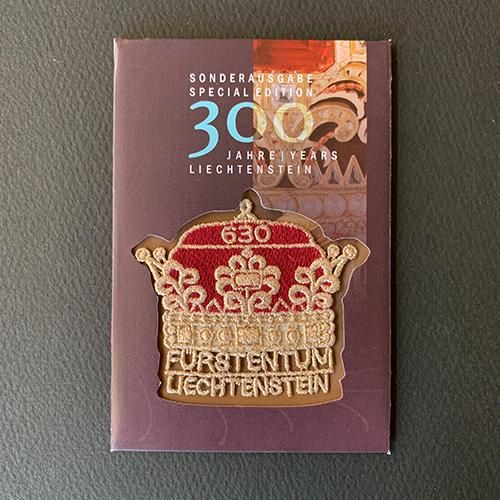 SONDERAUSGABE
SPECIAL EDITION
300
JAHRE | YEARS
LIECHTENSTEIN
630
FÜRSTENTUM
LIECHTENSTEIN